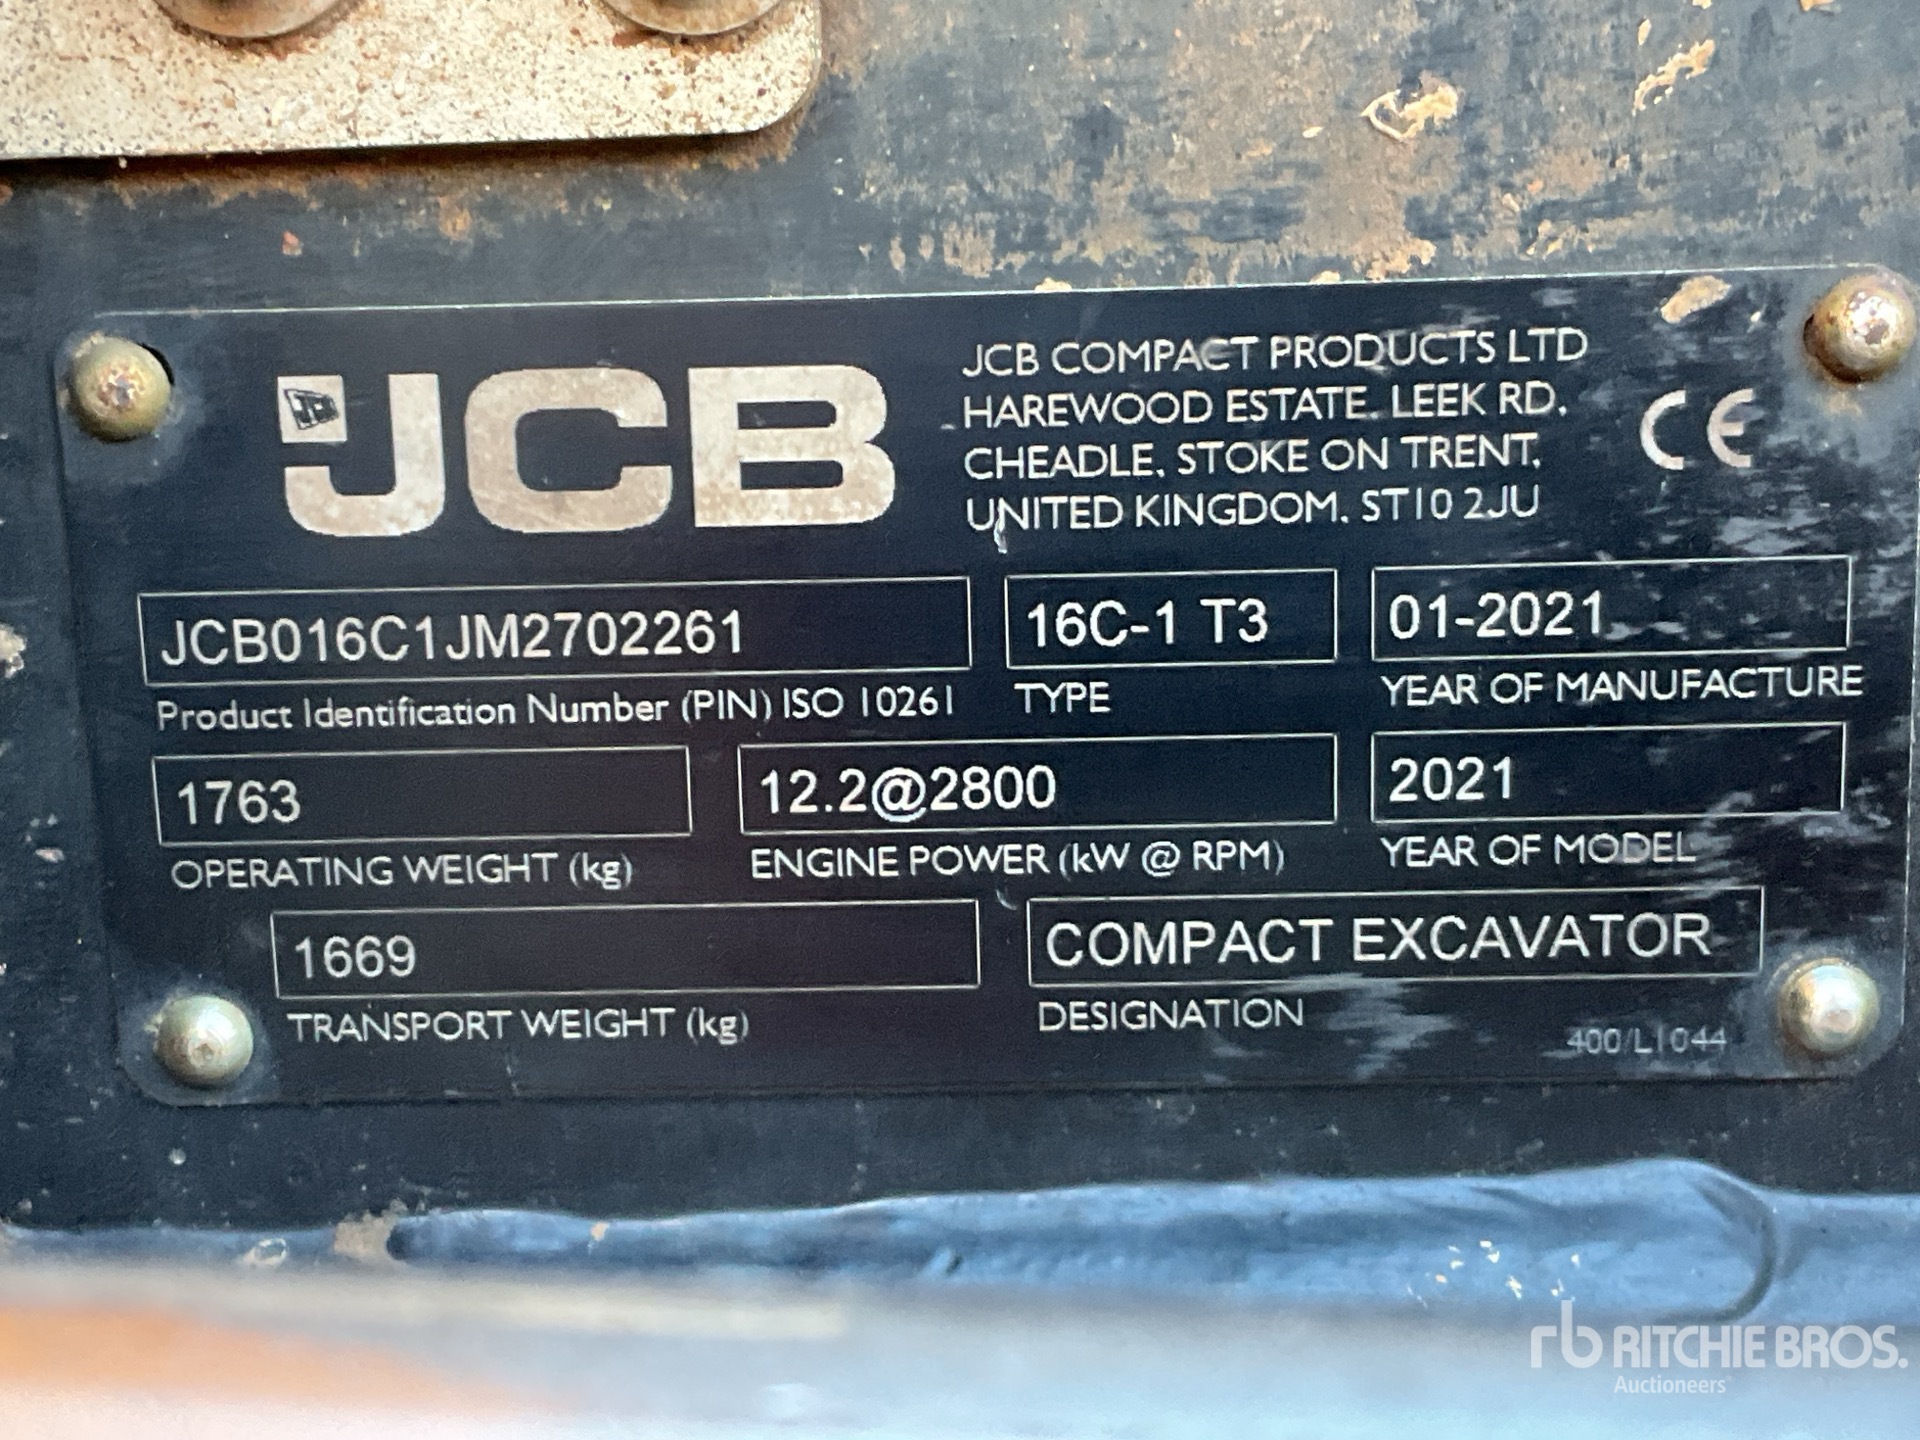 JCB
JCB
JCB COMPACT PRODUCTS LTD
HAREWOOD ESTATE, LEEK RD,
CHEADLE, STOKE ON TRENT,
UNITED KINGDOM. ST10 2JU
CE
JCB016C1JM2702261
16C-1 T3
01-2021
Product Identification Number (PIN) ISO 10261
TYPE
YEAR OF MANUFACTURE
1763
12.2@2800
2021
OPERATING WEIGHT (kg)
ENGINE POWER (kW @ RPM)
YEAR OF MODEL
1669
COMPACT EXCAVATOR
TRANSPORT WEIGHT (kg)
DESIGNATION
400/L1044
rb RITCHIE BROS.
Auctioneers